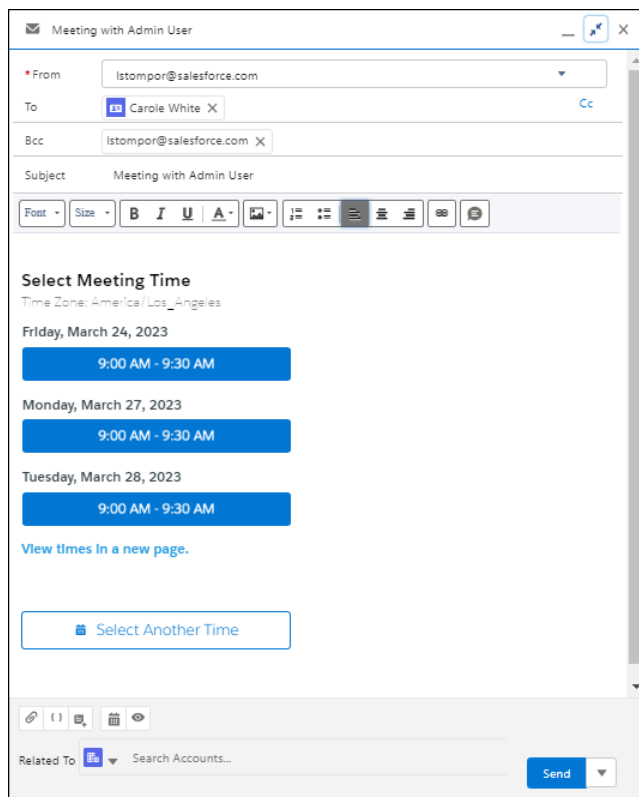 Meeting with Admin User
* From lstompor@salesforce.com
To Carole White Cc
Bcc lstompor@salesforce.com
Subject Meeting with Admin User
Font Size B I U A
Select Meeting Time
Time Zone: America/Los_Angeles
Friday, March 24, 2023
9:00 AM - 9:30 AM
Monday, March 27, 2023
9:00 AM - 9:30 AM
Tuesday, March 28, 2023
9:00 AM - 9:30 AM
View times in a new page.
Select Another Time
Related To Search Accounts...
Send